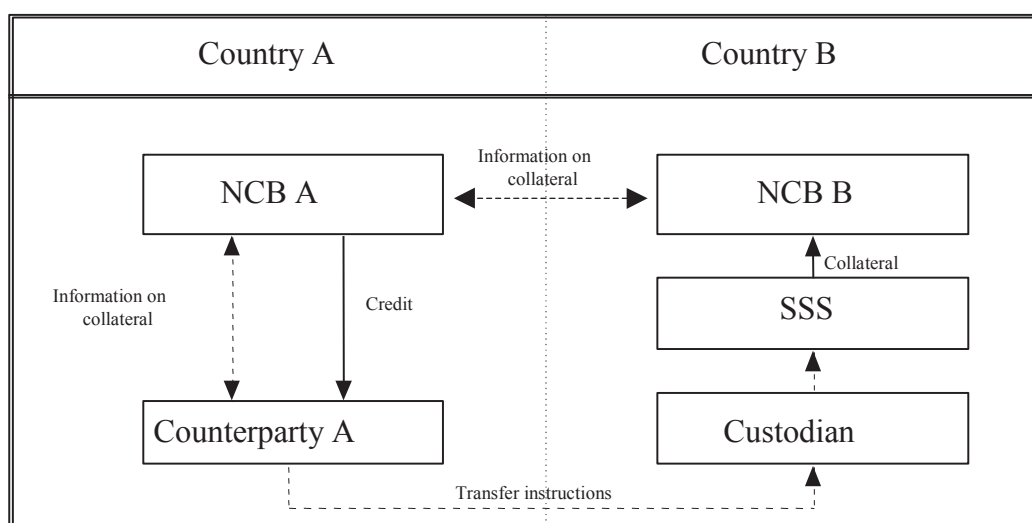 Country A
Country B
Information on
collateral
NCB A
NCB B
Collateral
Information on
collateral
Credit
SSS
Counterparty A
Custodian
Transfer instructions